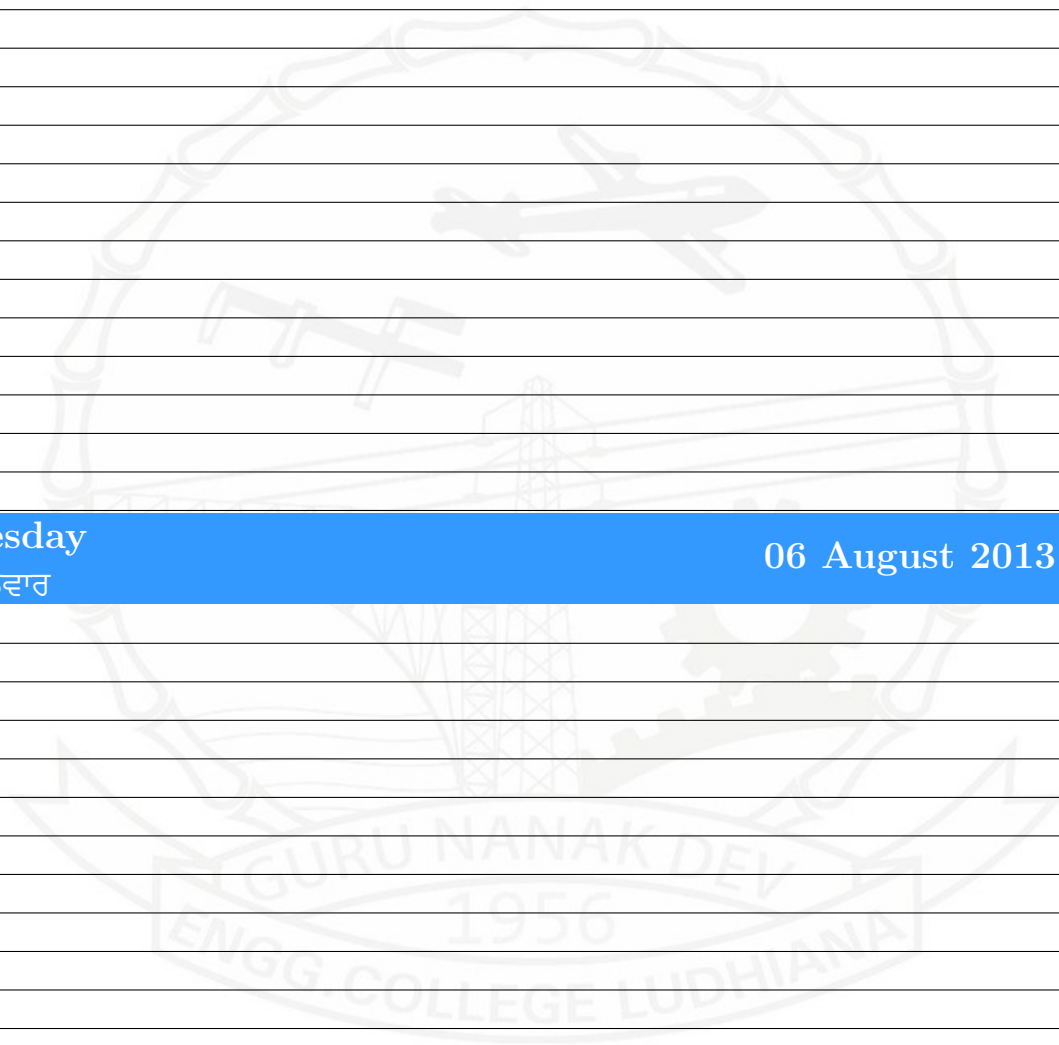 esday
06 August 2013
ਵਾਰ
GURU NANAK DEV
1956
ENGG. COLLEGE LUDHIANA